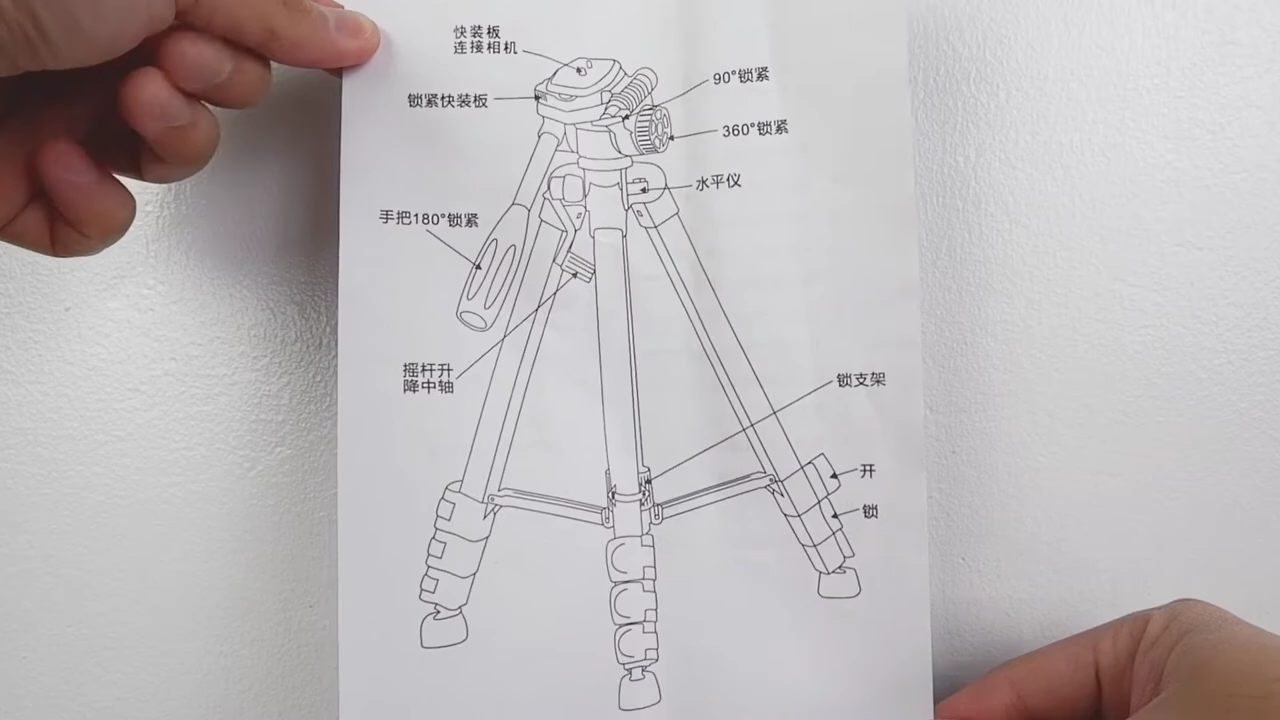 快装板
连接相机
90°锁紧
锁紧快装板
360°锁紧
水平仪
手把180°锁紧
摇杆升
降中轴
锁支架
开
锁